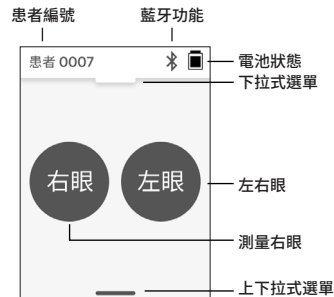 患者編號 藍牙功能
患者 0007
電池狀態
下拉式選單
右眼 左眼
左右眼
測量右眼
上下拉式選單